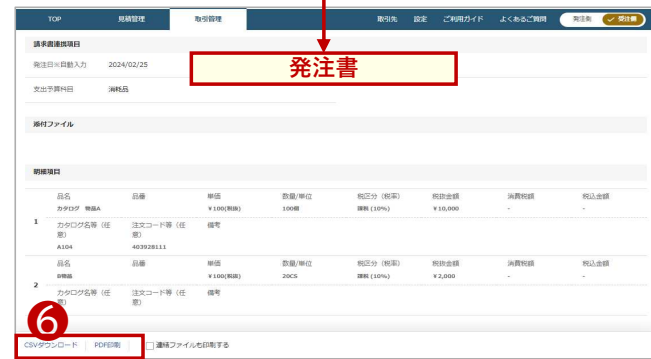 TOP 見積管理 取引管理 取引先 設定 ご利用ガイド よくあるご質問 発注側 受注側
請求書連携項目
発注日※自動入力 2024/02/25
発注書
支出予算科目 消耗品
添付ファイル
明細項目
品名 品番 単価 数量/単位 税区分（税率） 税抜金額 消費税額 税込金額
カタログ 物品A ￥100(税抜) 100個 課税 (10%) ￥10,000 - -
1
カタログ名等（任意） 注文コード等（任意） 備考
A104 403928111
品名 品番 単価 数量/単位 税区分（税率） 税抜金額 消費税額 税込金額
B物品 ￥100(税抜) 20CS 課税 (10%) ￥2,000 - -
2
カタログ名等（任意） 注文コード等（任意） 備考
6
CSVダウンロード PDF印刷 連結ファイルも印刷する